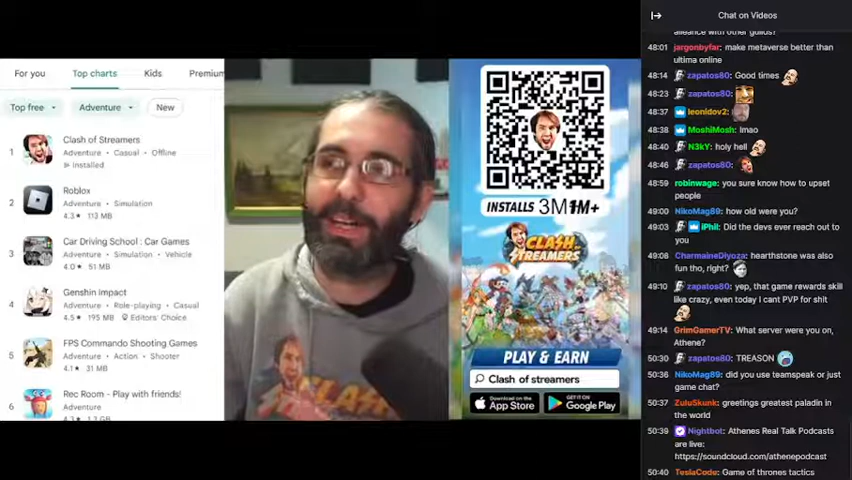 For you
Top charts
Kids
Premium
Top free
Adventure
New
1
Clash of Streamers
Adventure • Casual • Offline
Installed
2
Roblox
Adventure • Simulation
4.3★ 113 MB
3
Car Driving School : Car Games
Adventure • Simulation • Vehicle
4.0★ 51 MB
4
Genshin Impact
Adventure • Role-playing • Casual
4.5★ 195 MB Editors' Choice
5
FPS Commando Shooting Games
Adventure • Action • Shooter
4.1★ 31 MB
6
Rec Room - Play with friends!
Adventure
CLASH
INSTALLS 3M 1M+
CLASH OF
STREAMERS
PLAY & EARN
Clash of streamers
Download on the
App Store
GET IT ON
Google Play
Chat on Videos
alleance with other guilds?
48:01 jargonbyfar: make metaverse better than
ultima online
48:14 zapatos80: Good times
48:23 zapatos80:
48:37 leonidov2:
48:38 MoshiMosh: lmao
48:40 N3kY: holy hell
48:46 zapatos80:
48:59 robinwage: you sure know how to upset
people
49:00 NikoMag89: how old were you?
49:03 iPhil: Did the devs ever reach out to
you
49:08 CharmaineDiyoza: hearthstone was also
fun tho, right?
49:10 zapatos80: yep, that game rewards skill
like crazy, even today I cant PVP for shit
49:14 GrimGamerTV: What server were you on,
Athene?
50:30 zapatos80: TREASON
50:36 NikoMag89: did you use teamspeak or just
game chat?
50:37 ZuluSkunk: greetings greatest paladin in
the world
50:39 Nightbot: Athenes Real Talk Podcasts
are live:
https://soundcloud.com/athenepodcast
50:40 TeslaCode: Game of thrones tactics